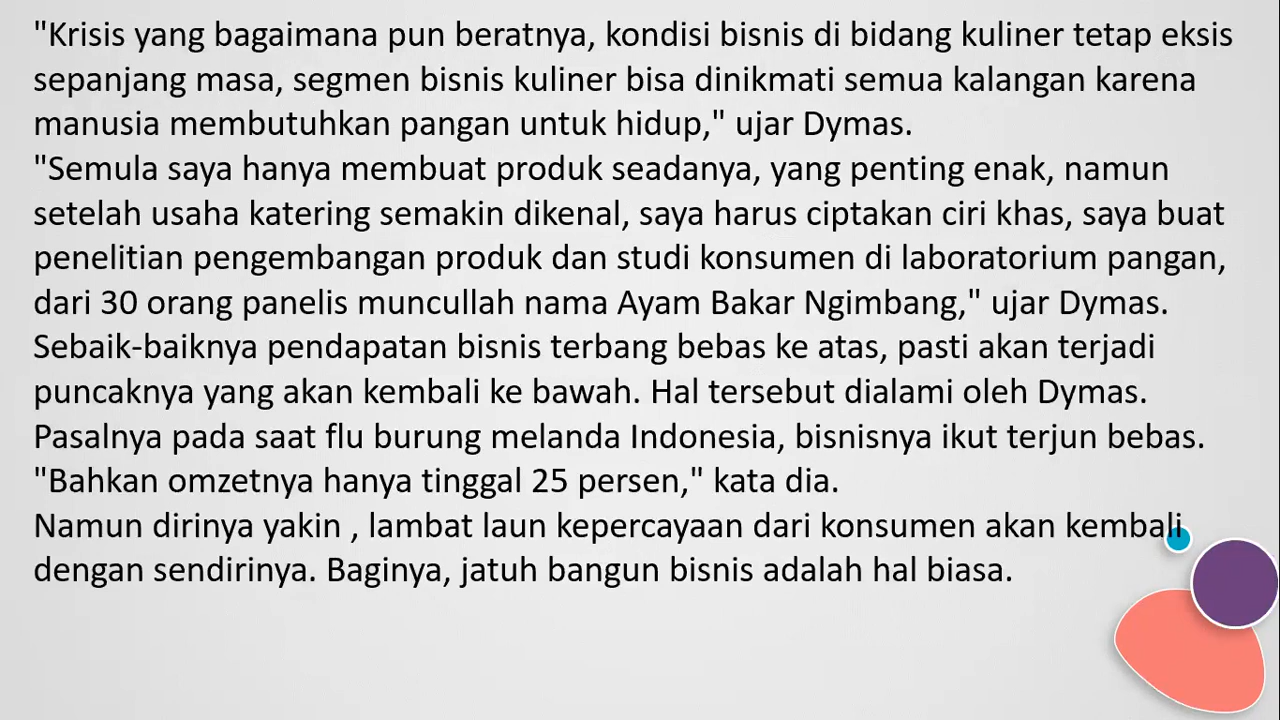 "Krisis yang bagaimana pun beratnya, kondisi bisnis di bidang kuliner tetap eksis
sepanjang masa, segmen bisnis kuliner bisa dinikmati semua kalangan karena
manusia membutuhkan pangan untuk hidup," ujar Dymas.
"Semula saya hanya membuat produk seadanya, yang penting enak, namun
setelah usaha katering semakin dikenal, saya harus ciptakan ciri khas, saya buat
penelitian pengembangan produk dan studi konsumen di laboratorium pangan,
dari 30 orang panelis muncullah nama Ayam Bakar Ngimbang," ujar Dymas.
Sebaik-baiknya pendapatan bisnis terbang bebas ke atas, pasti akan terjadi
puncaknya yang akan kembali ke bawah. Hal tersebut dialami oleh Dymas.
Pasalnya pada saat flu burung melanda Indonesia, bisnisnya ikut terjun bebas.
"Bahkan omzetnya hanya tinggal 25 persen," kata dia.
Namun dirinya yakin , lambat laun kepercayaan dari konsumen akan kembali
dengan sendirinya. Baginya, jatuh bangun bisnis adalah hal biasa.